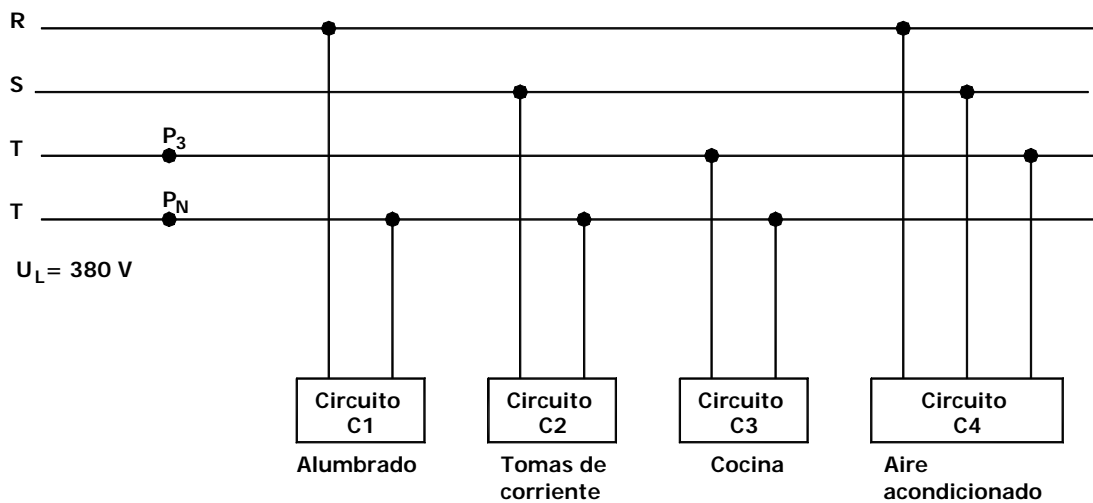 R
S
P3
T
PN
T
UL= 380 V
Circuito
C1
Circuito
C2
Circuito
C3
Circuito
C4
Alumbrado
Tomas de
corriente
Cocina
Aire
acondicionado